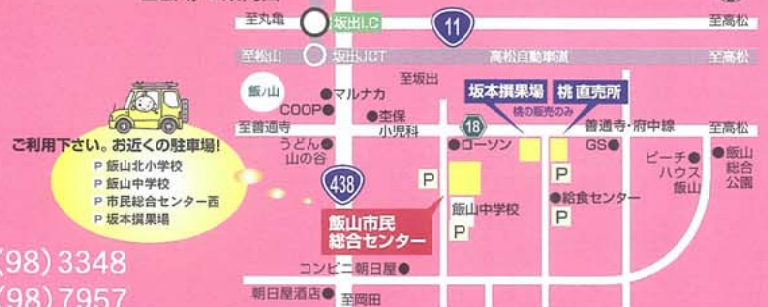 至丸亀
坂出I.C
11
至高松
至松山
坂出JCT
高松自動車道
至高松
飯ノ山
マルナカ
至坂出
COOP
坂本撰果場
桃 直売所
桃の販売のみ
小児科
18
至善通寺
善通寺・府中線
至高松
ご利用下さい。お近くの駐車場!
うどん
山の谷
ローソン
GS
ピーチ
ハウス
飯山
飯山
総合
公園
P 飯山北小学校
P 飯山中学校
P 市民総合センター西
P 坂本撰果場
438
P
P
給食センター
飯山中学校
P
P
飯山市民
総合センター
(98)3348
コンビニ朝日屋
(98)7957
朝日屋酒店
至岡田